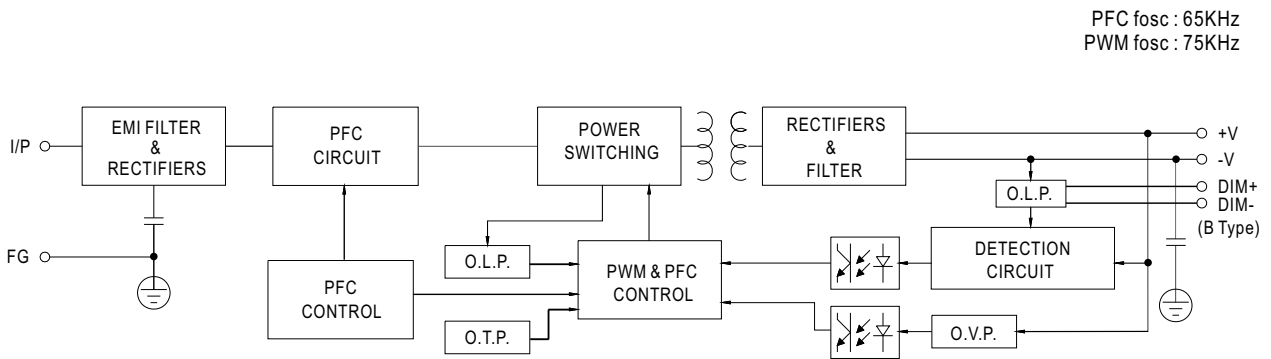 PFC fosc : 65KHz
PWM fosc : 75KHz
I/P
EMI FILTER
&
RECTIFIERS
PFC
CIRCUIT
POWER
SWITCHING
RECTIFIERS
&
FILTER
+V
-V
O.L.P.
DIM+
DIM-
(B Type)
FG
PFC
CONTROL
O.L.P.
O.T.P.
PWM & PFC
CONTROL
DETECTION
CIRCUIT
O.V.P.